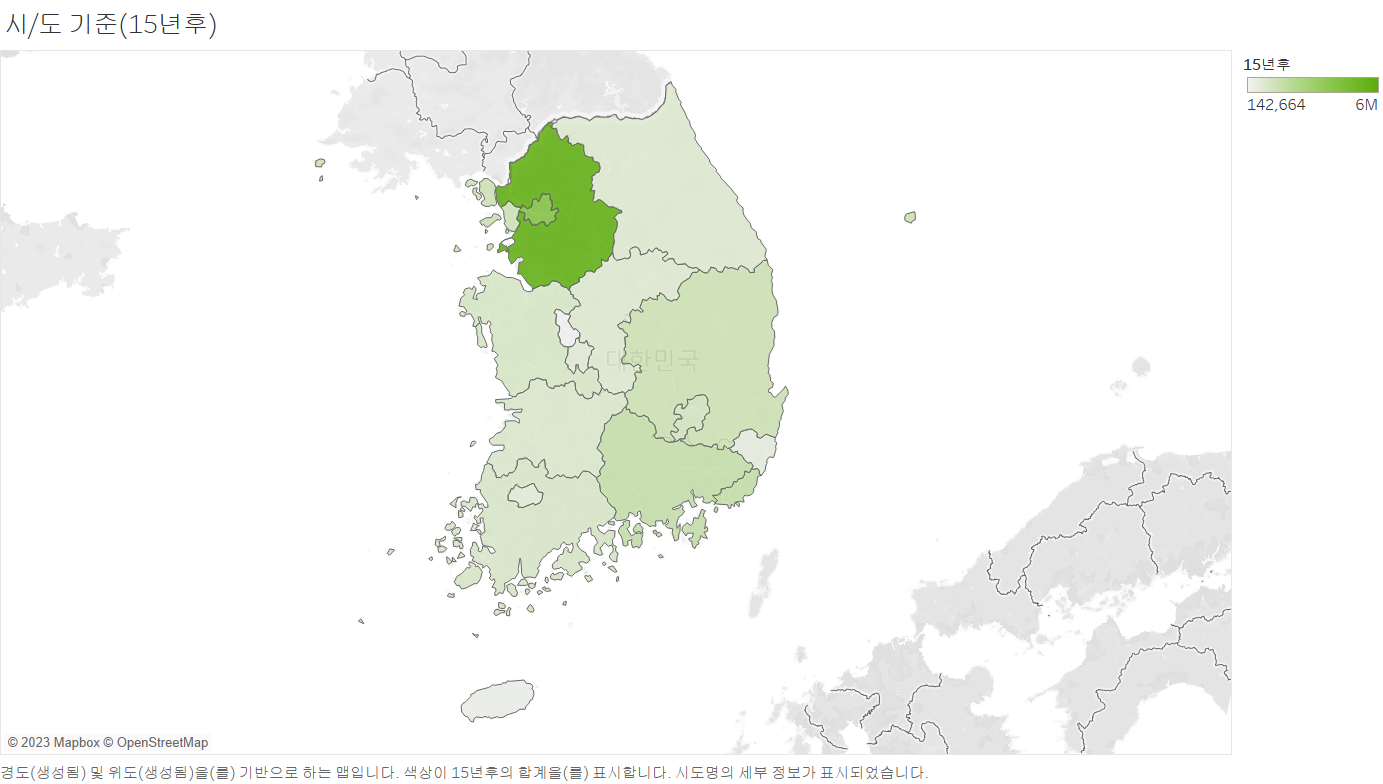 시/도 기준(15년후)
15년후
142,664 6M
대한민국
© 2023 Mapbox © OpenStreetMap
경도(생성됨) 및 위도(생성됨)을(를) 기반으로 하는 맵입니다. 색상이 15년후의 합계을(를) 표시합니다. 시도명의 세부 정보가 표시되었습니다.